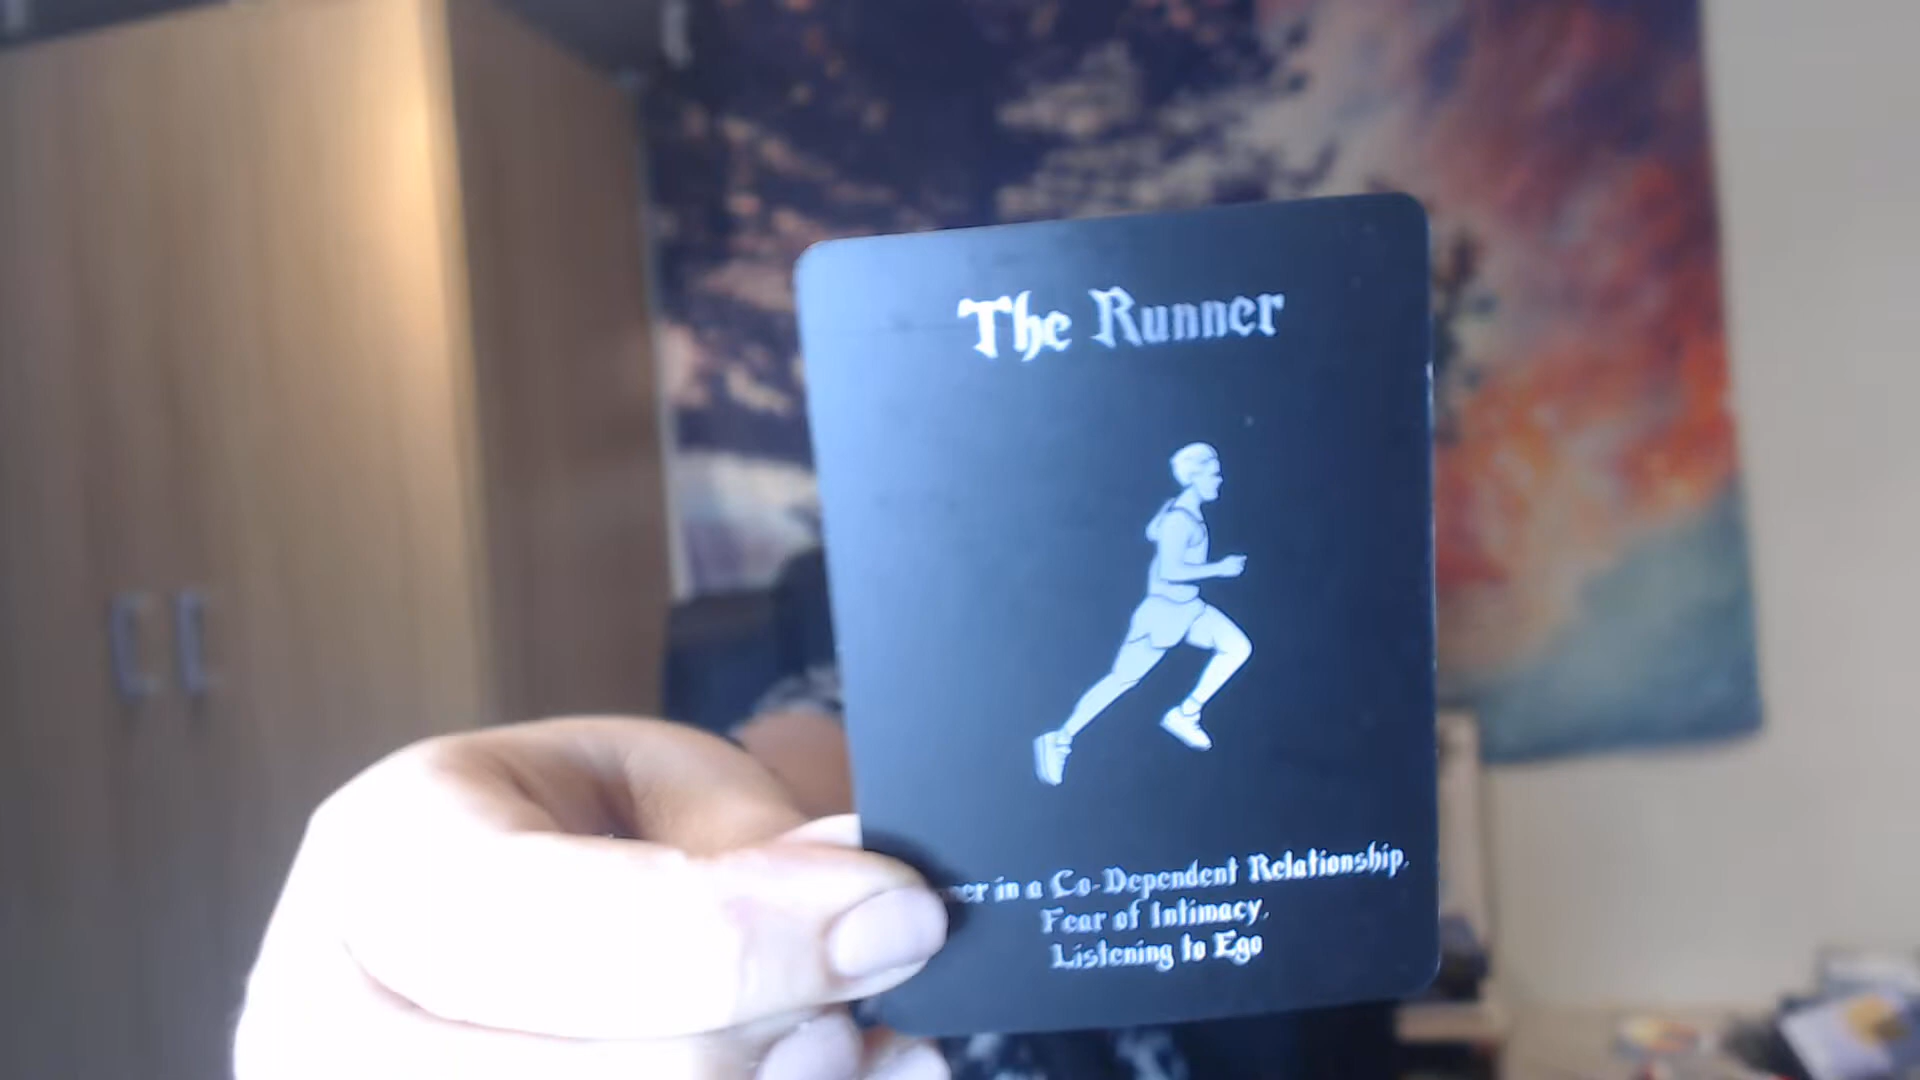 The Runner
in a Co-Dependent Relationship,
Fear of Intimacy,
Listening to Ego